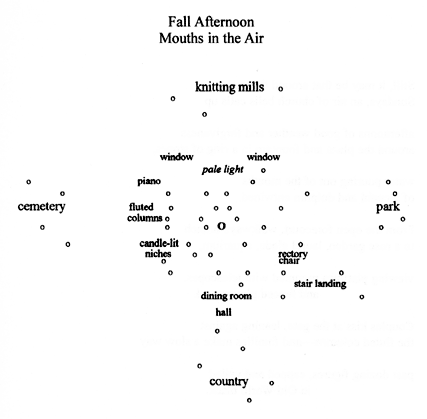 Fall Afternoon
Mouths in the Air
knitting mills
window window
pale light
piano
cemetery fluted park
columns
O
candle-lit rectory
niches chair
stair landing
dining room
hall
country